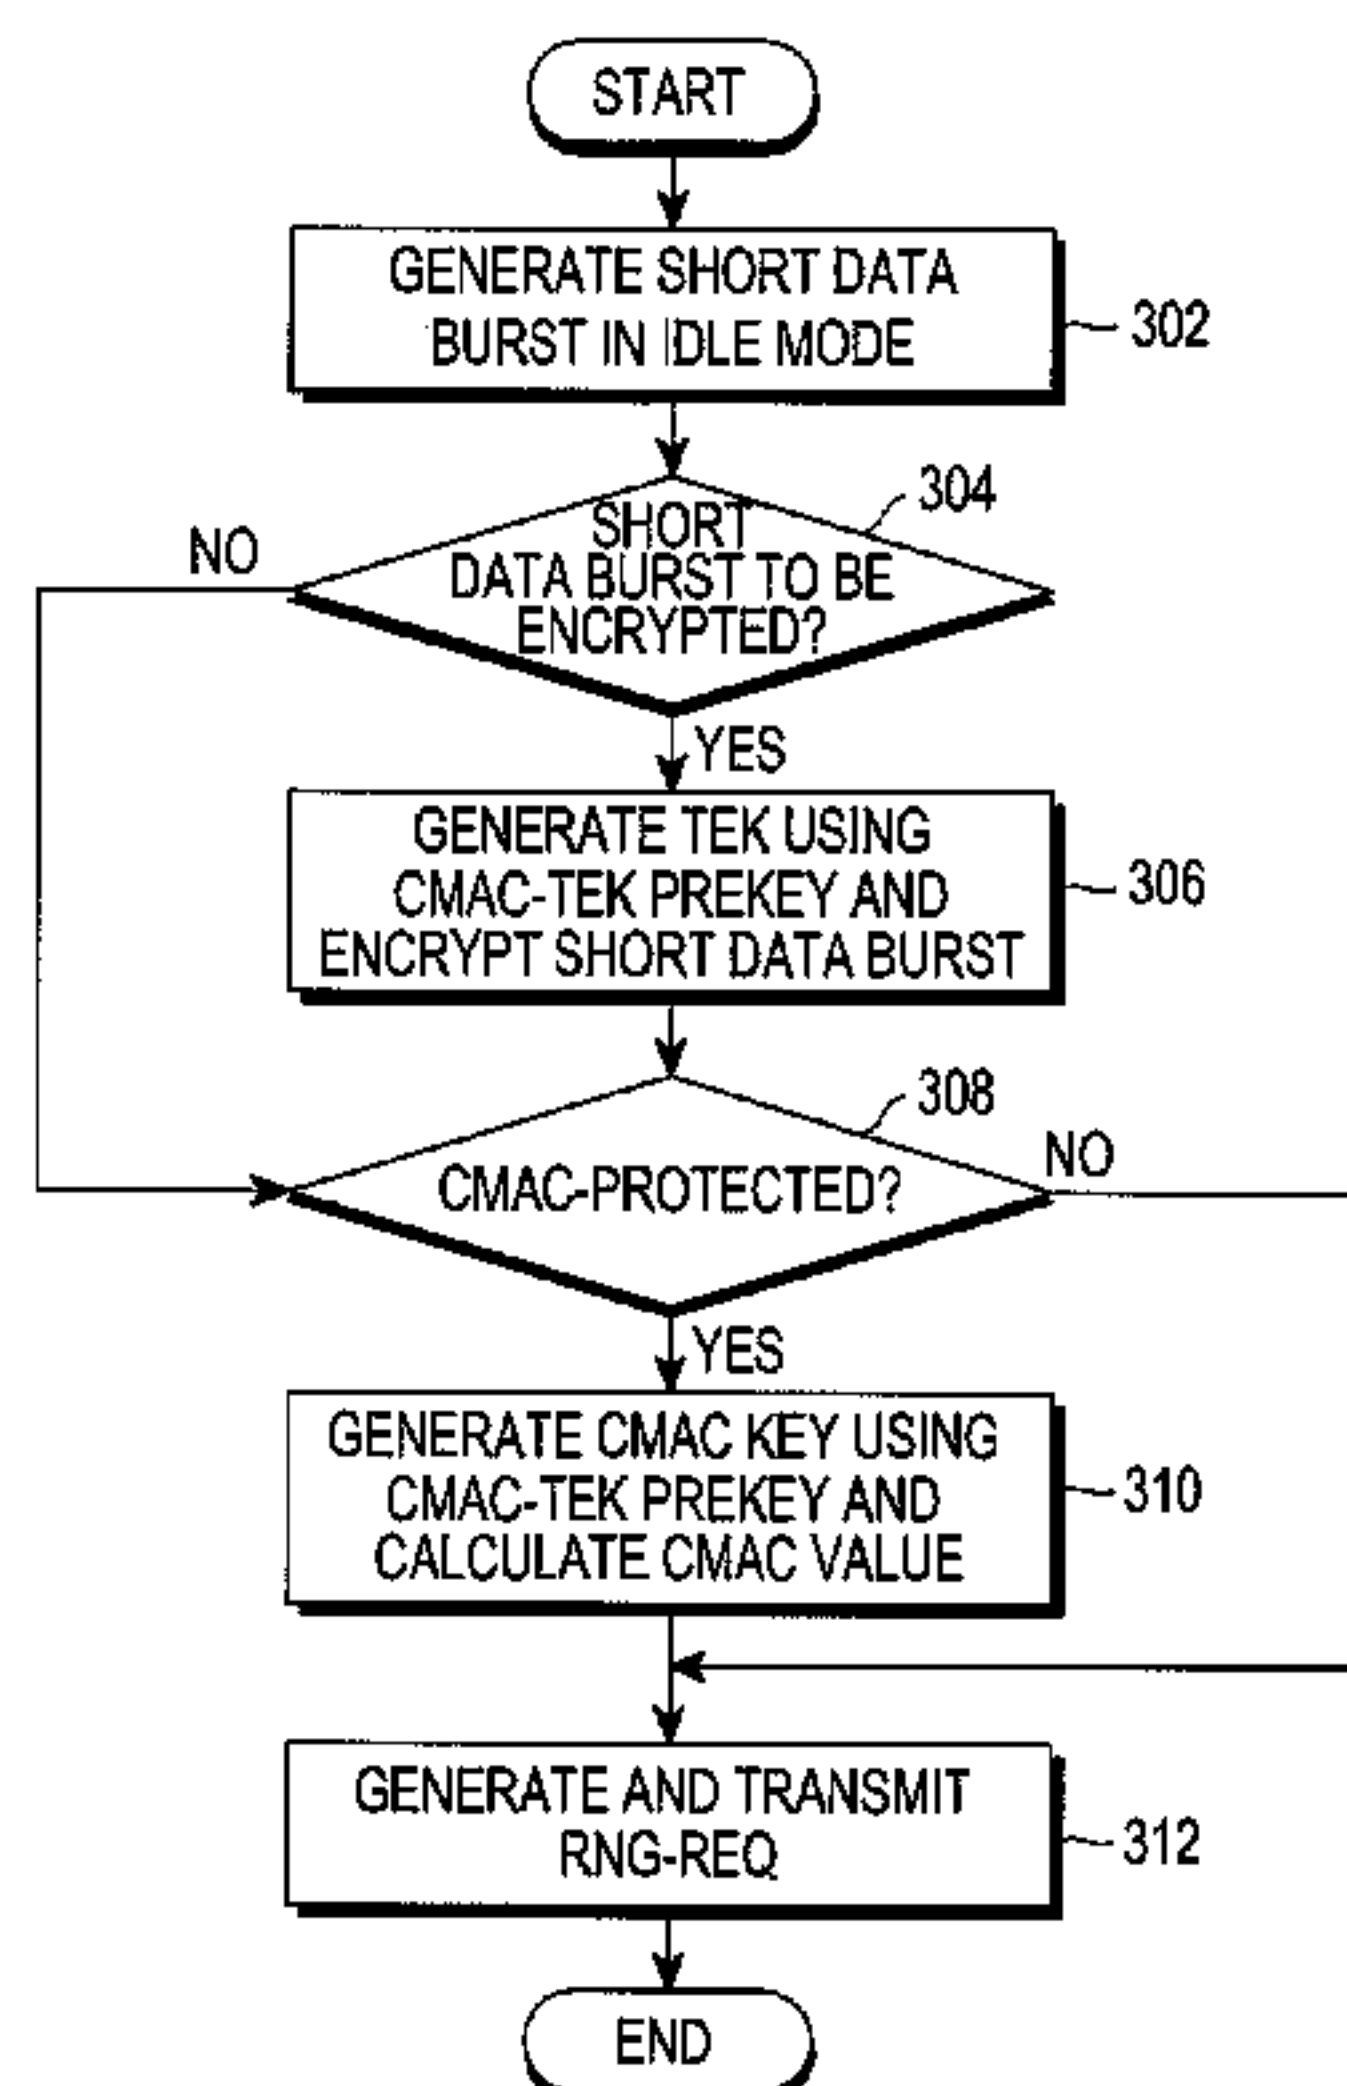 START
GENERATE SHORT DATA
BURST IN IDLE MODE
302
304
SHORT
DATA BURST TO BE
ENCRYPTED?
NO
YES
GENERATE TEK USING
CMAC-TEK PREKEY AND
ENCRYPT SHORT DATA BURST
306
308
CMAC-PROTECTED?
NO
YES
GENERATE CMAC KEY USING
CMAC-TEK PREKEY AND
CALCULATE CMAC VALUE
310
GENERATE AND TRANSMIT
RNG-REQ
312
END